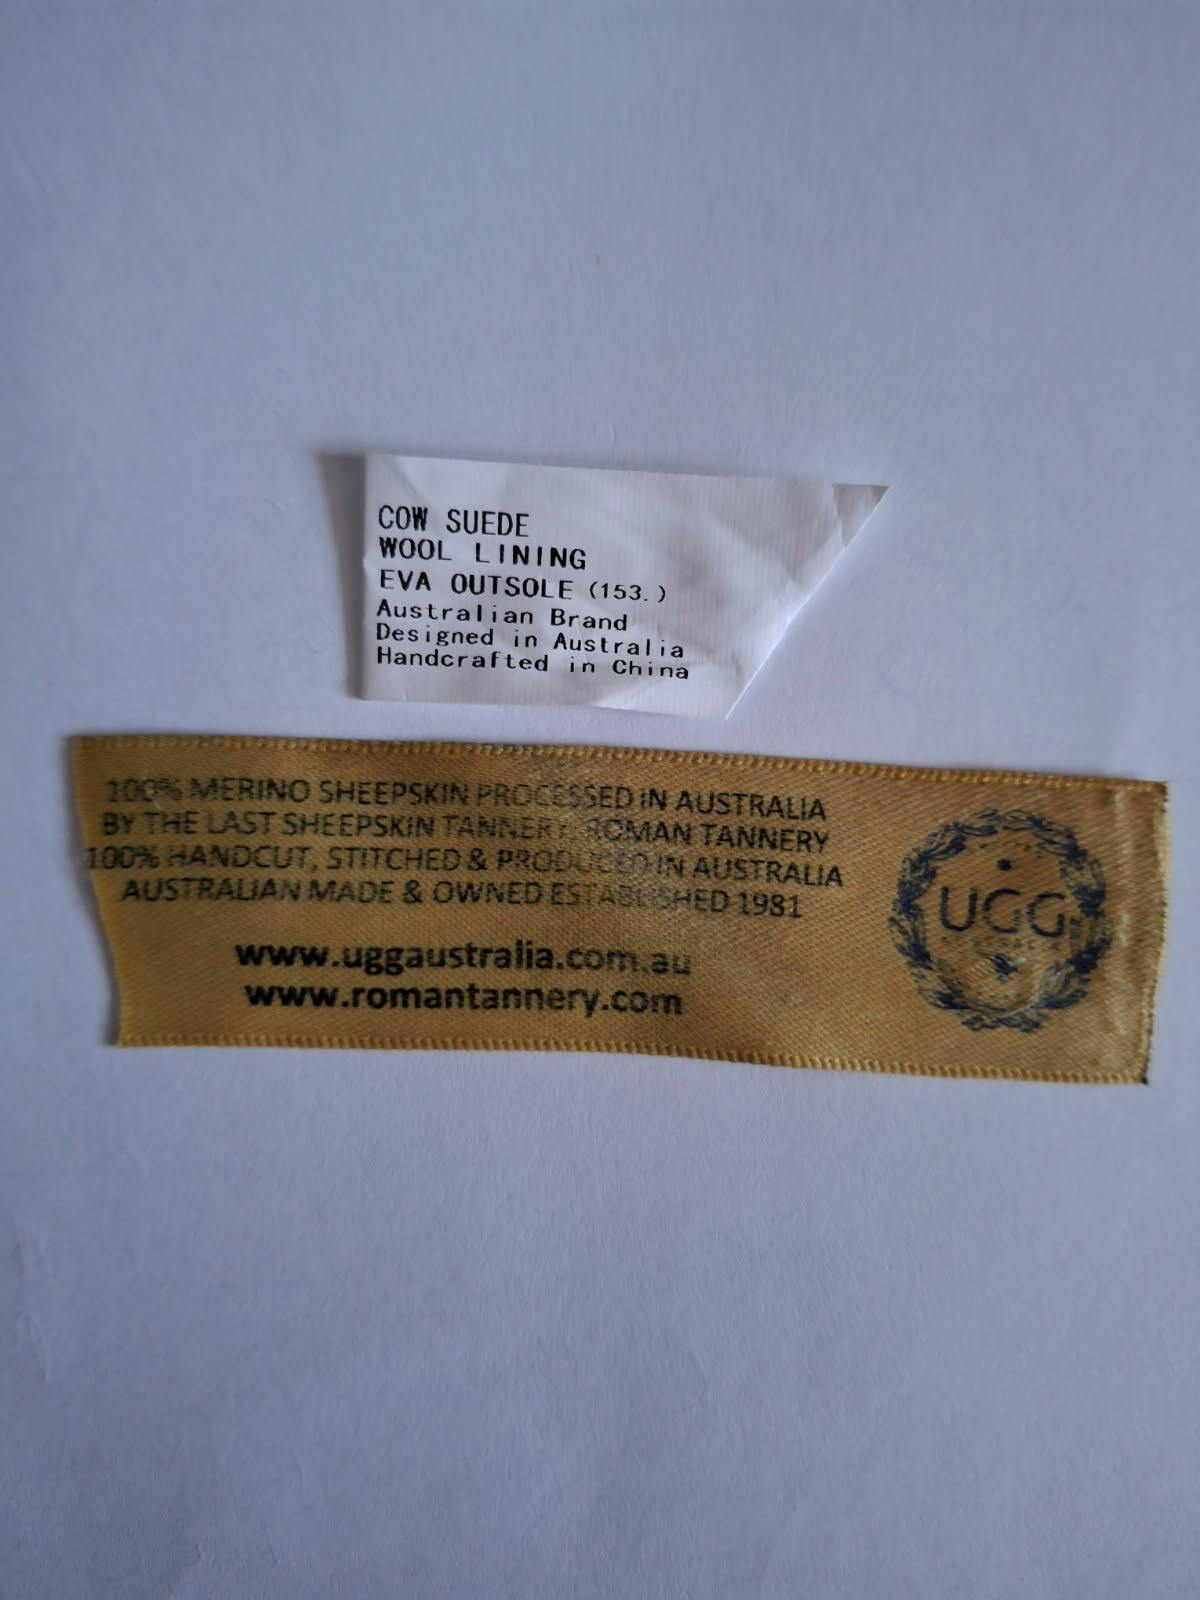 COW SUEDE
WOOL LINING
EVA OUTSOLE (153.)
Australian Brand
Designed in Australia
Handcrafted in China
100% MERINO SHEEPSKIN PROCESSED IN AUSTRALIA
BY THE LAST SHEEPSKIN TANNERY. ROMAN TANNERY
100% HANDCUT, STITCHED & PRODUCED IN AUSTRALIA
AUSTRALIAN MADE & OWNED ESTABLISHED 1981
www.uggaustralia.com.au
www.romantannery.com
UGG